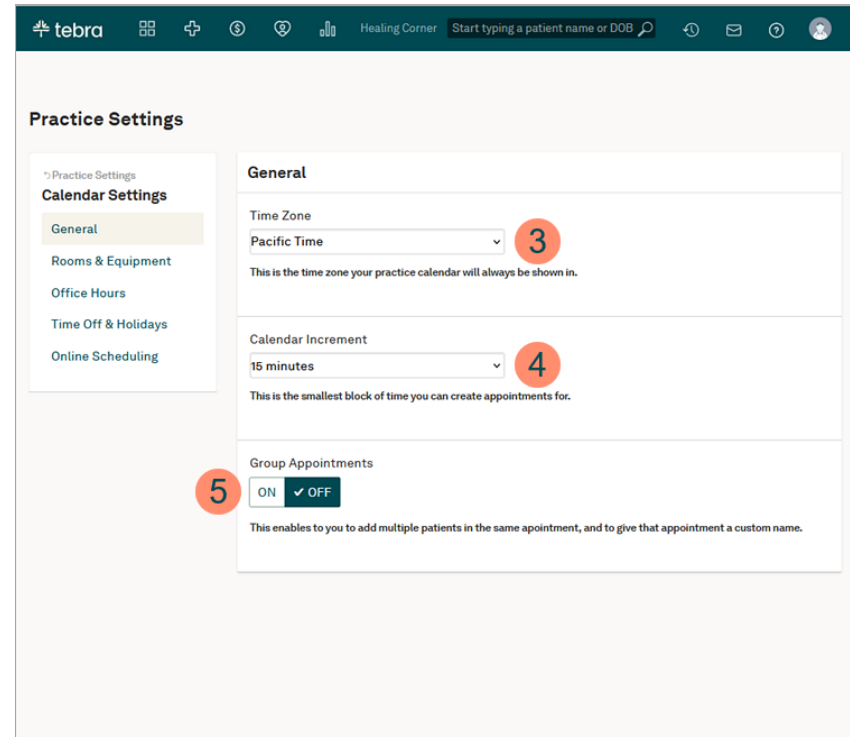 tebra
Healing Corner
Start typing a patient name or DOB
Practice Settings
Practice Settings
Calendar Settings
General
Rooms & Equipment
Office Hours
Time Off & Holidays
Online Scheduling
General
Time Zone
Pacific Time
3
This is the time zone your practice calendar will always be shown in.
Calendar Increment
15 minutes
4
This is the smallest block of time you can create appointments for.
Group Appointments
5
ON OFF
This enables to you to add multiple patients in the same apointment, and to give that appointment a custom name.